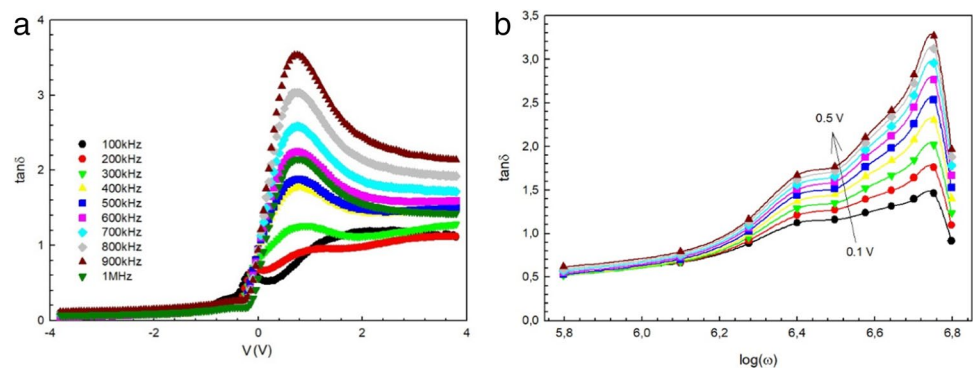 a
4
3
2
1
0
tanδ
100kHz
200kHz
300kHz
400kHz
500kHz
600kHz
700kHz
800kHz
900kHz
1MHz
-4 -2 0 2 4
V(V)
b
3,5
3,0
2,5
2,0
1,5
1,0
0,5
0,0
tanδ
0.5 V
0.1 V
5,8 6,0 6,2 6,4 6,6 6,8
log(ω)